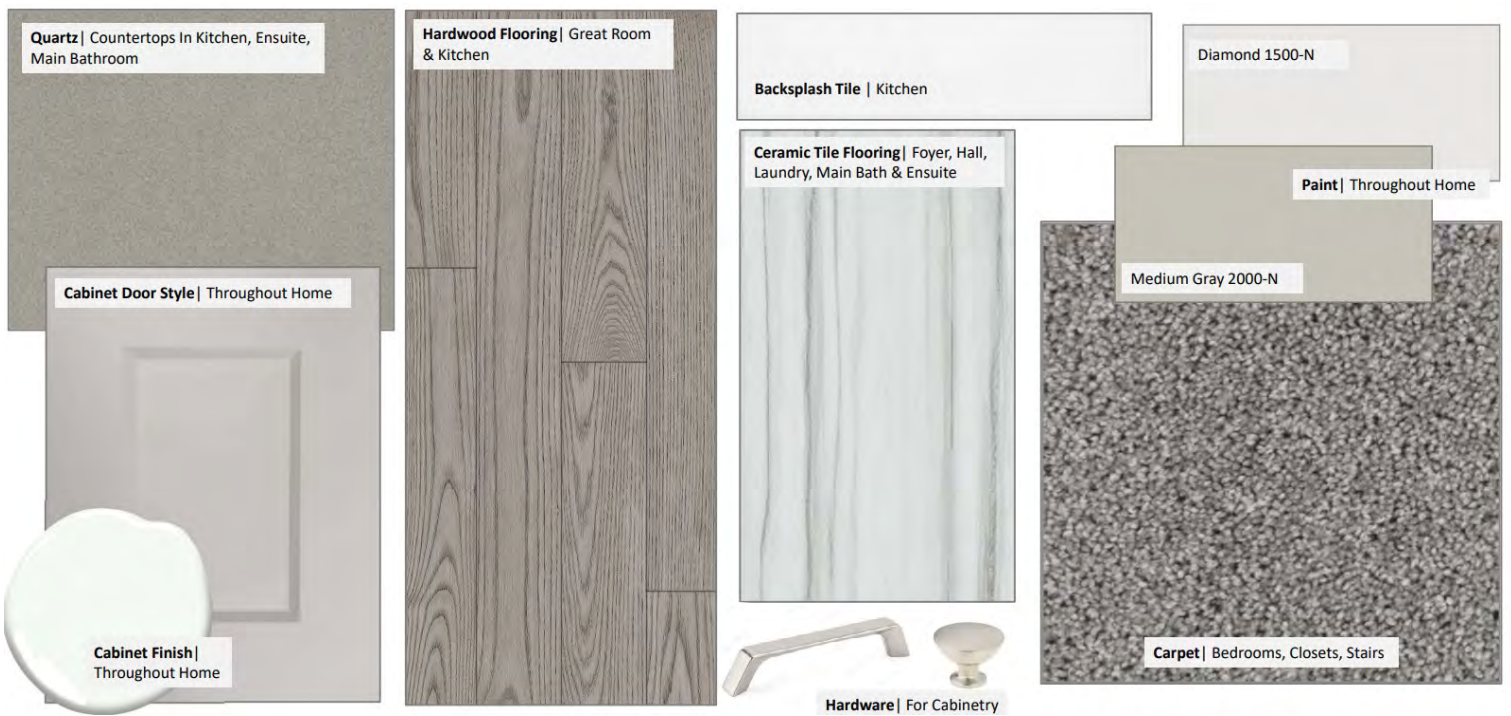 Quartz| Countertops In Kitchen, Ensuite,
Main Bathroom
Cabinet Door Style| Throughout Home
Cabinet Finish|
Throughout Home
Hardwood Flooring| Great Room
& Kitchen
Backsplash Tile | Kitchen
Ceramic Tile Flooring| Foyer, Hall,
Laundry, Main Bath & Ensuite
Hardware| For Cabinetry
Diamond 1500-N
Paint| Throughout Home
Medium Gray 2000-N
Carpet| Bedrooms, Closets, Stairs